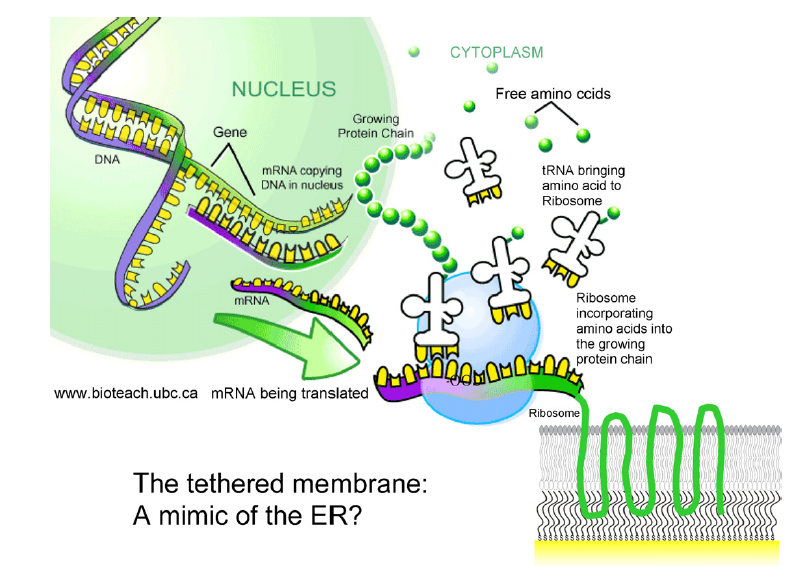 CYTOPLASM
NUCLEUS
Free amino ccids
Growing
Protein Chain
Gene
DNA
mRNA copying
DNA in nucleus
tRNA bringing
amino acid to
Ribosome
mRNA
Ribosome
incorporating
amino acids into
the growing
protein chain
www.bioteach.ubc.ca
mRNA being translated
Ribosome
The tethered membrane:
A mimic of the ER?